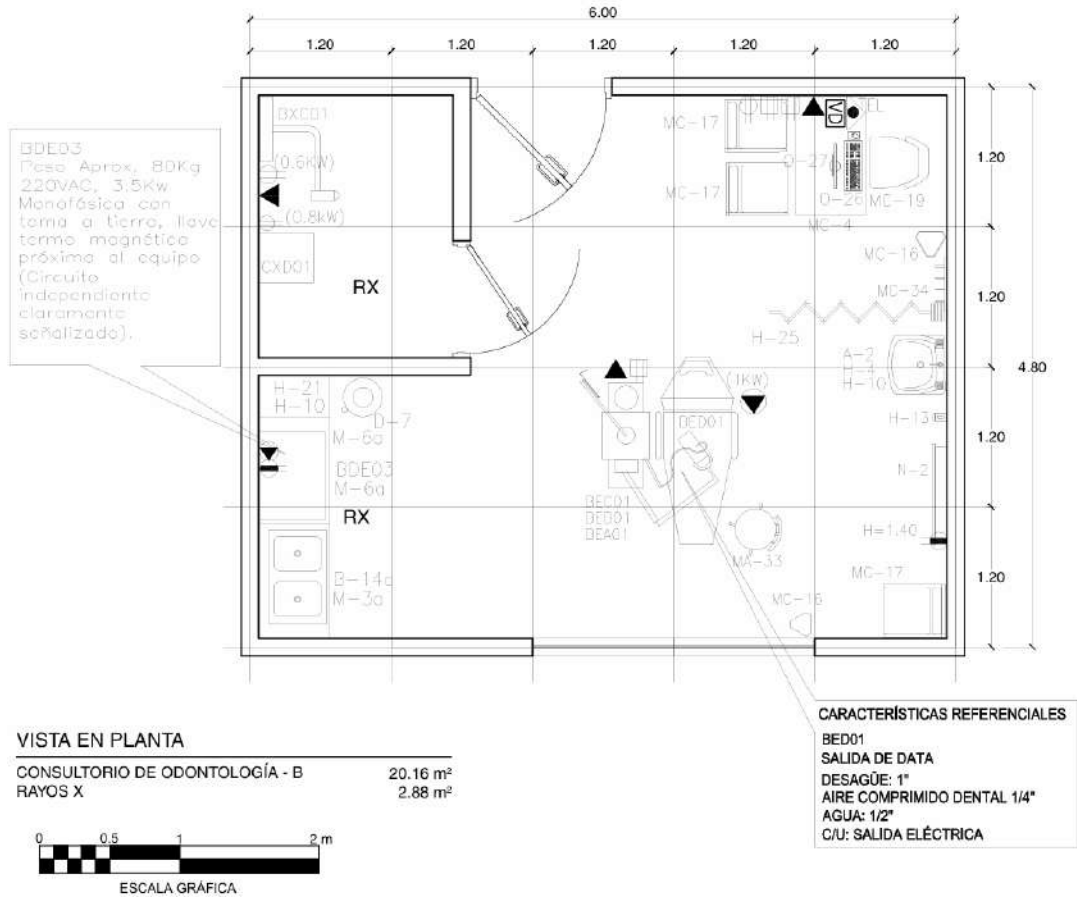 6.00
1.20
1.20
1.20
1.20
1.20
BDE03
Peso Aprox, 80Kg
220VAC, 3.5Kw
Monofásica con
toma a tierra, llave
termo magnética
próxima al equipo
(Circuito
independiente
claramente
señalizado).
BXC01
(0.6KW)
(0.8kW)
CXD01
RX
MC-17
MC-17
VD
EL
O-27
O-26
MC-4
MC-19
MC-16
MC-34
H-25
A-2
H-10
H-13
N-2
H=1.40
MC-17
MC-16
MA-33
(1KW)
BED01
BEC01
BED01
BEA01
H-21
H-10
D-7
M-6a
BDE03
M-6a
RX
B-14a
M-3a
1.20
1.20
4.80
1.20
1.20
VISTA EN PLANTA
CONSULTORIO DE ODONTOLOGÍA - B 20.16 m²
RAYOS X 2.88 m²
0 0.5 1 2 m
ESCALA GRÁFICA
CARACTERÍSTICAS REFERENCIALES
BED01
SALIDA DE DATA
DESAGÜE: 1"
AIRE COMPRIMIDO DENTAL 1/4"
AGUA: 1/2"
C/U: SALIDA ELÉCTRICA